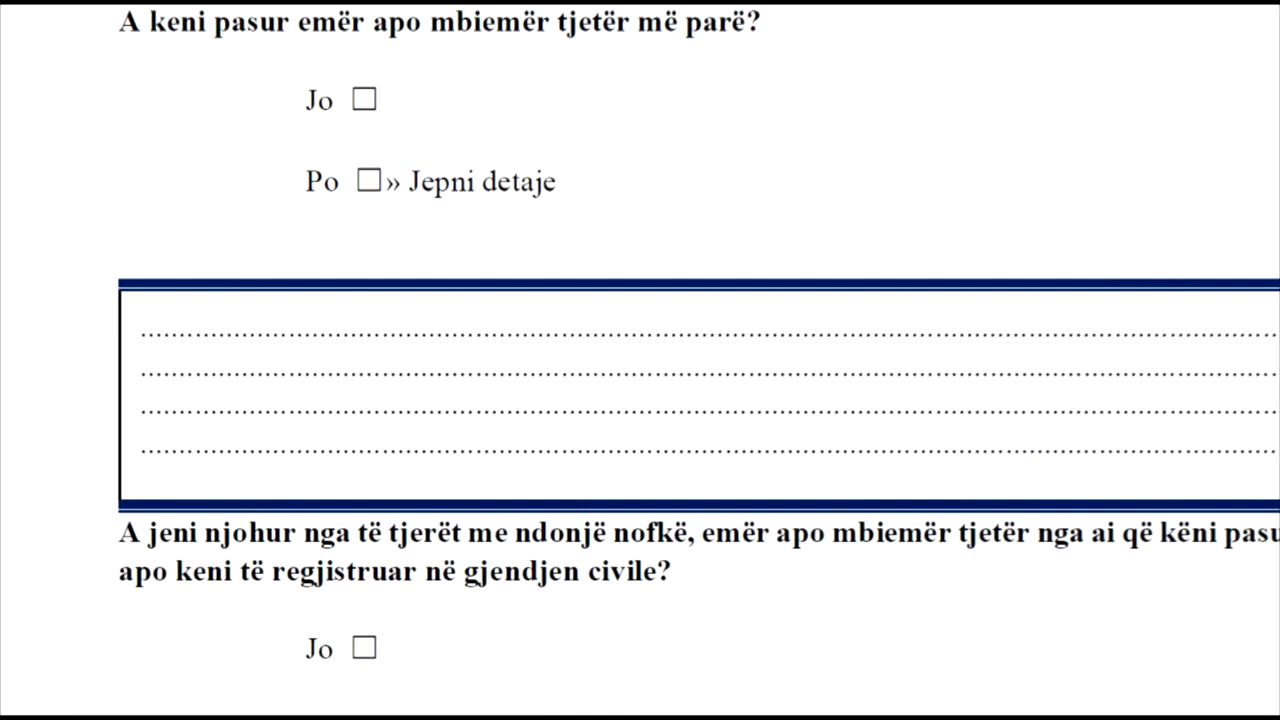 A keni pasur emër apo mbiemër tjetër më parë?
Jo ☐
Po ☐» Jepni detaje
A jeni njohur nga të tjerët me ndonjë nofkë, emër apo mbiemër tjetër nga ai që këni pasu
apo keni të regjistruar në gjendjen civile?
Jo ☐